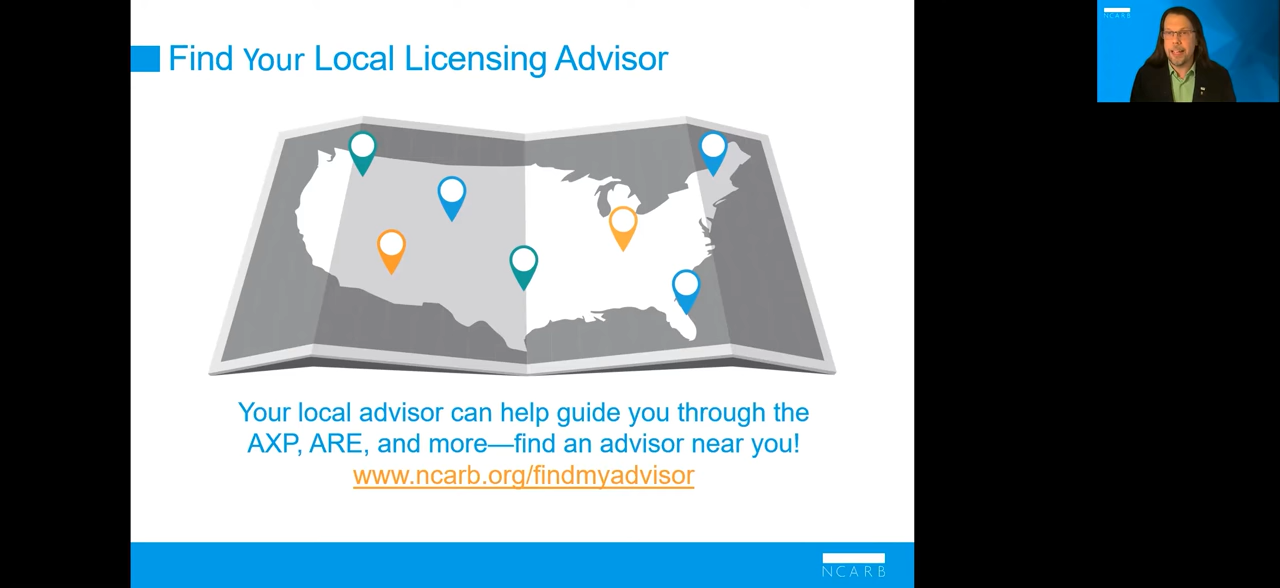 Find Your Local Licensing Advisor
NCARB
Your local advisor can help guide you through the
AXP, ARE, and more—find an advisor near you!
www.ncarb.org/findmyadvisor
NCARB